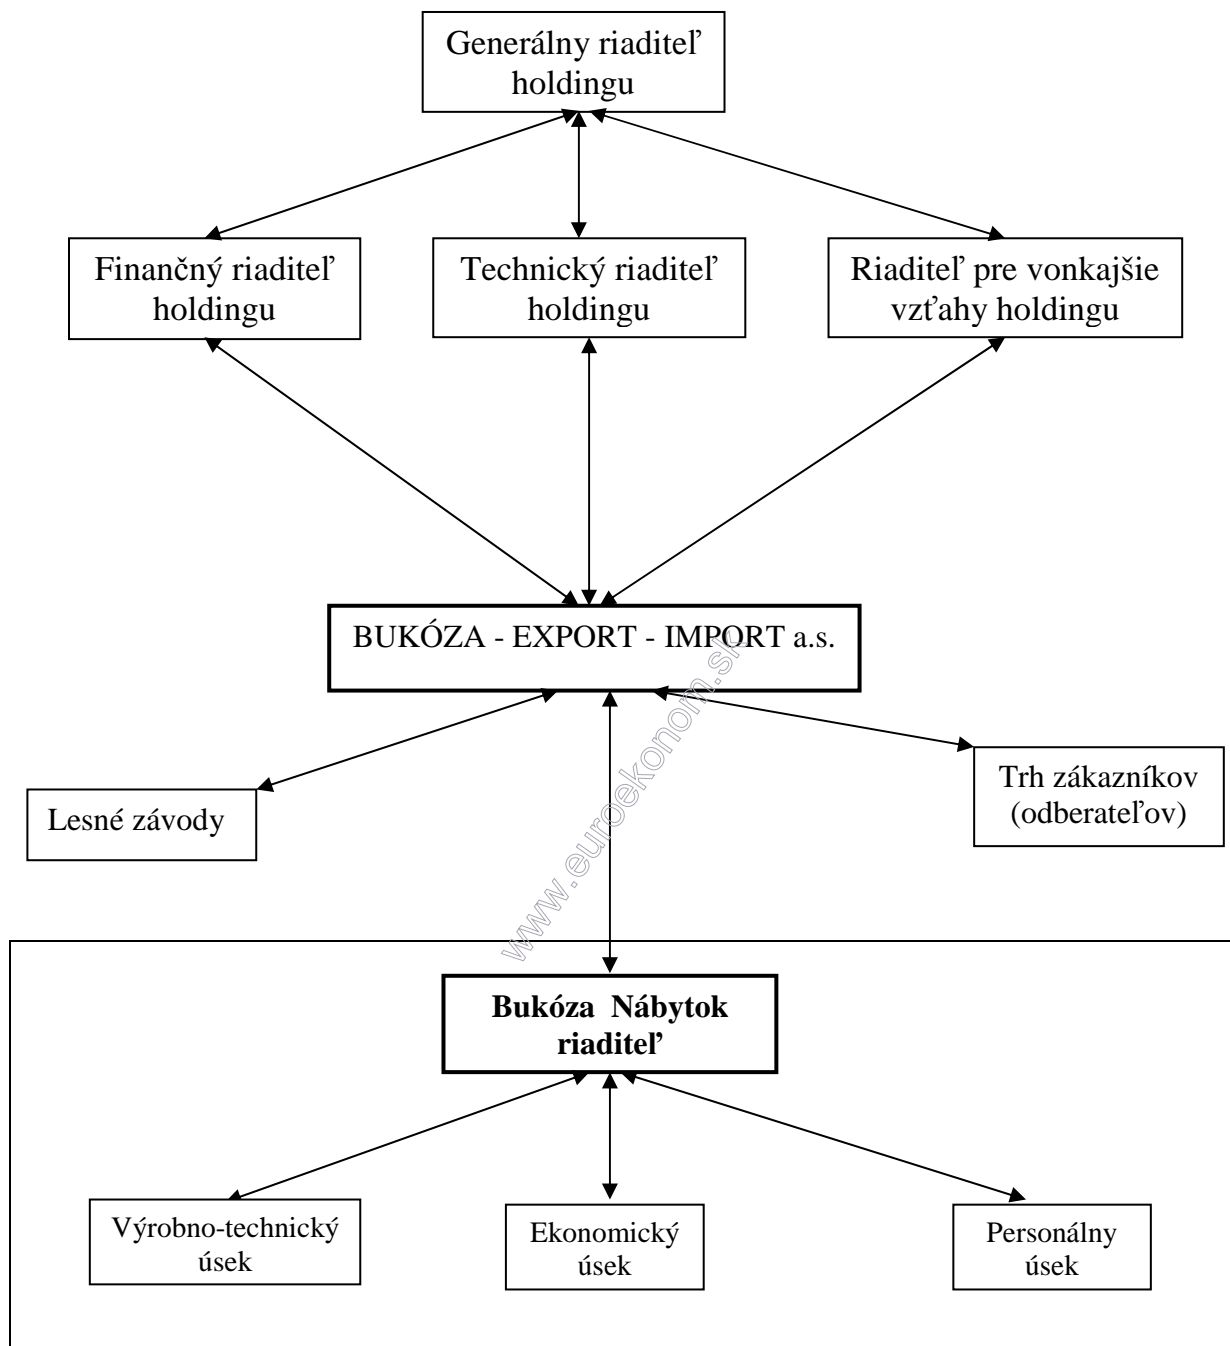 Generálny riaditeľ
holdingu
Finančný riaditeľ
holdingu
Technický riaditeľ
holdingu
Riaditeľ pre vonkajšie
vzťahy holdingu
BUKÓZA - EXPORT - IMPORT a.s.
www.euroekonom.sk
Lesné závody
Trh zákazníkov
(odberateľov)
Bukóza Nábytok
riaditeľ
Výrobno-technický
úsek
Ekonomický
úsek
Personálny
úsek